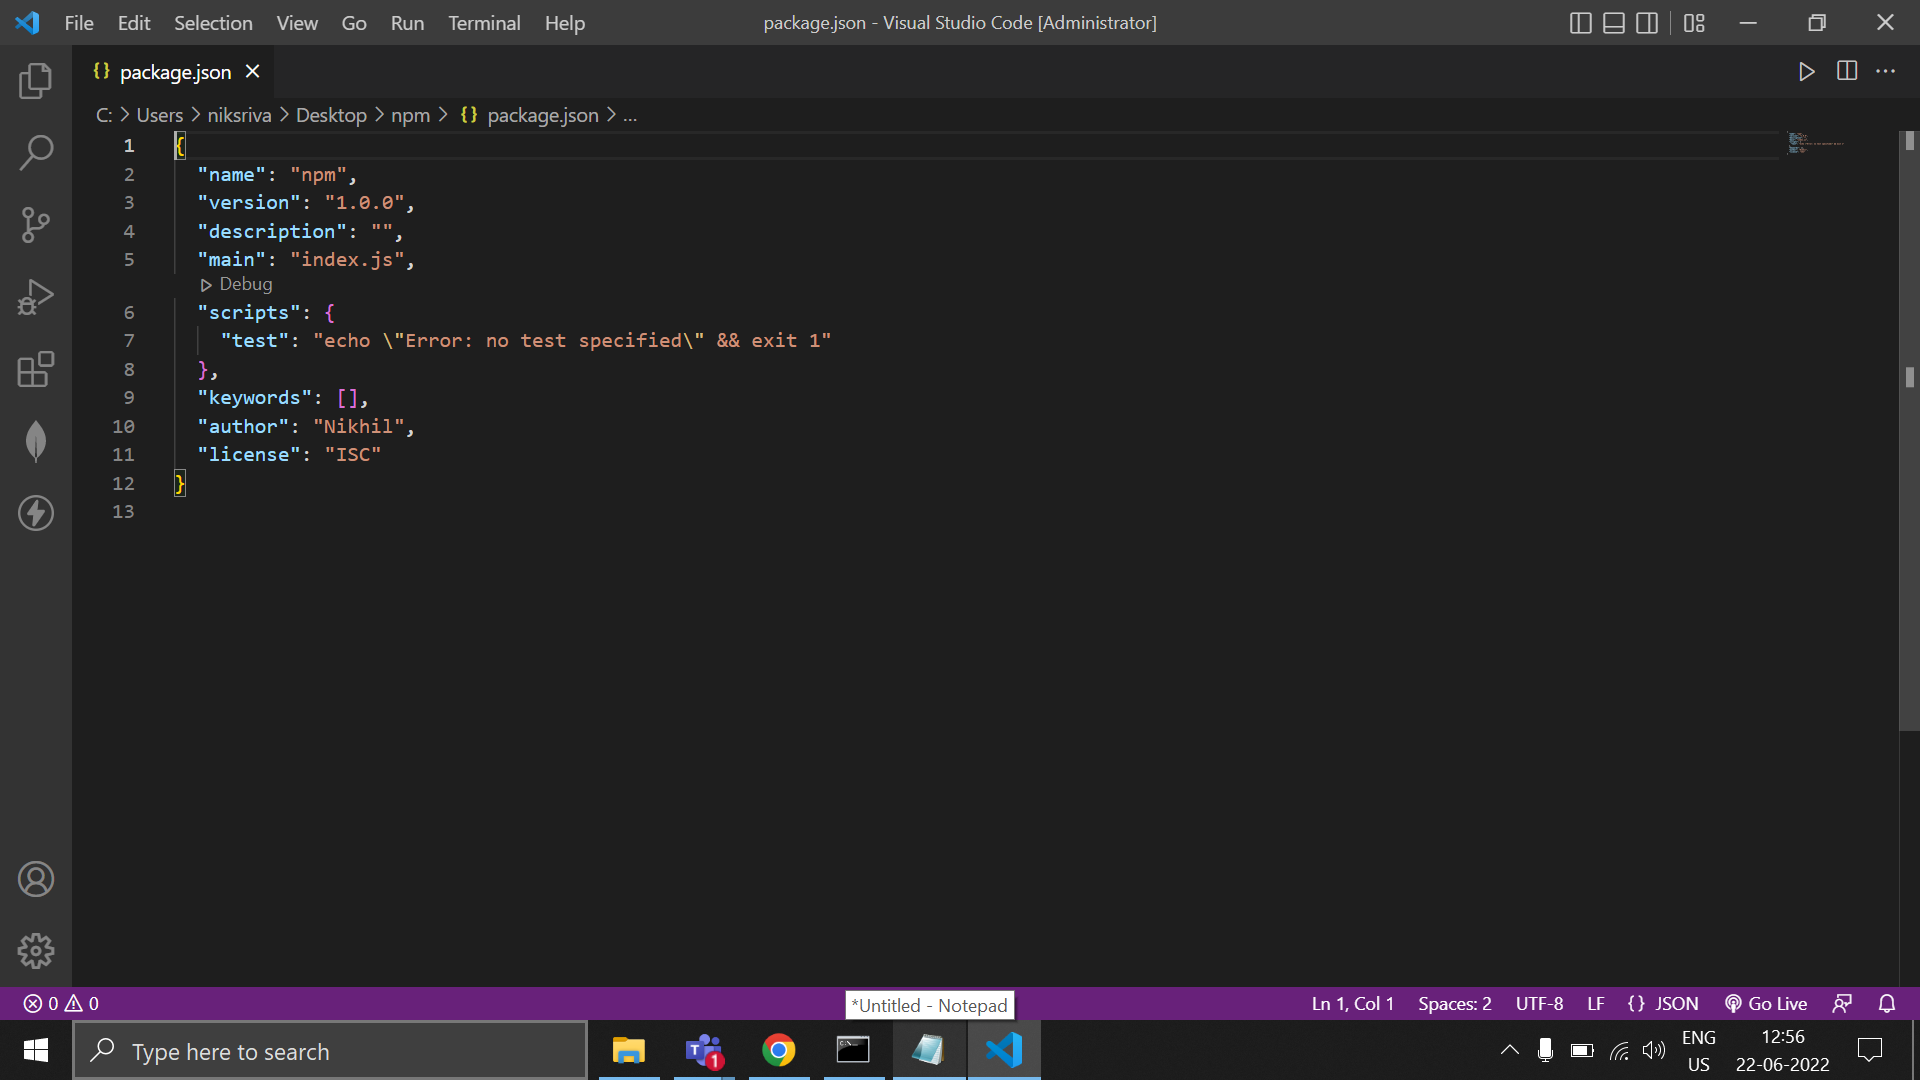 File Edit Selection View Go Run Terminal Help package.json - Visual Studio Code [Administrator]
{} package.json
C: > Users > niksriva > Desktop > npm > {} package.json > ...
1 {
2 "name": "npm",
3 "version": "1.0.0",
4 "description": "",
5 "main": "index.js",
Debug
6 "scripts": {
7 "test": "echo \"Error: no test specified\" && exit 1"
8 },
9 "keywords": [],
10 "author": "Nikhil",
11 "license": "ISC"
12 }
13
0 0 *Untitled - Notepad Ln 1, Col 1 Spaces: 2 UTF-8 LF {} JSON Go Live
Type here to search T 1 C:\ ENG 12:56
US 22-06-2022